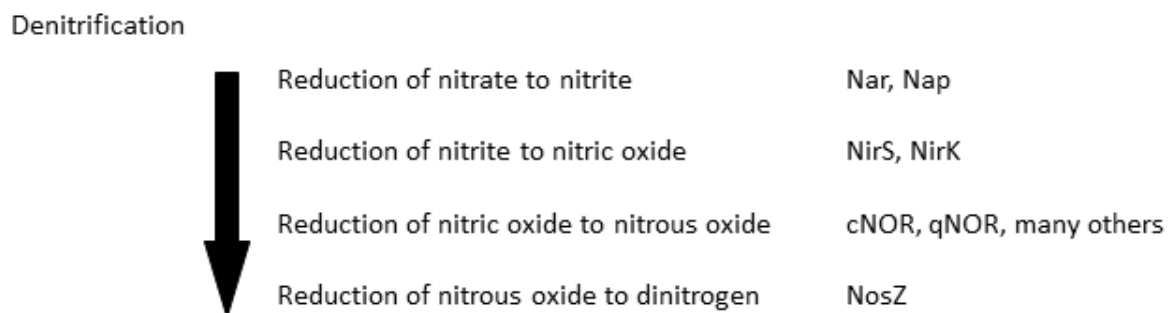 Denitrification
Reduction of nitrate to nitrite Nar, Nap
Reduction of nitrite to nitric oxide NirS, NirK
Reduction of nitric oxide to nitrous oxide cNOR, qNOR, many others
Reduction of nitrous oxide to dinitrogen NosZ